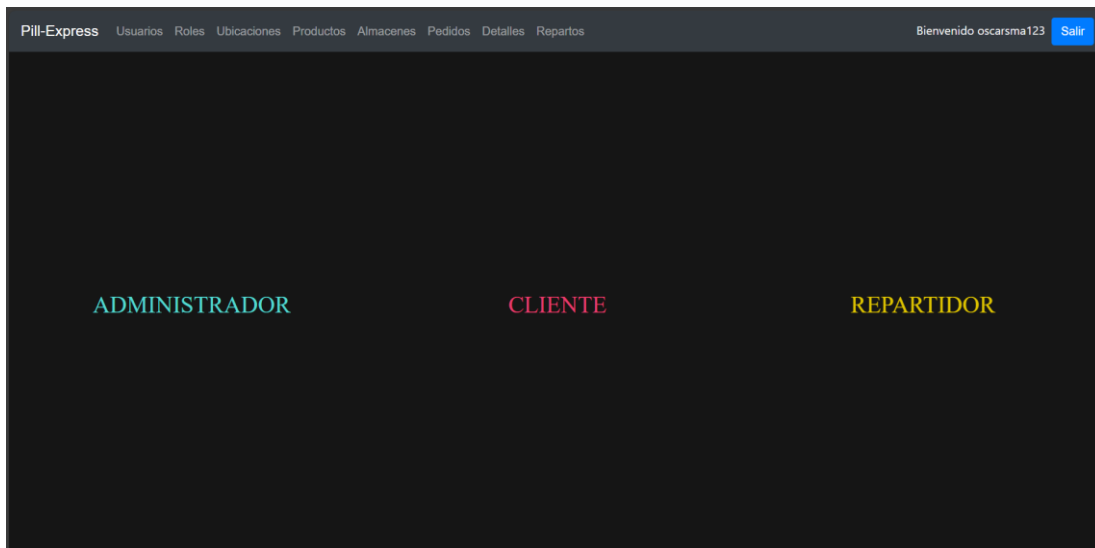 Pill-Express Usuarios Roles Ubicaciones Productos Almacenes Pedidos Detalles Repartos Bienvenido oscarsma123 Salir
ADMINISTRADOR CLIENTE REPARTIDOR